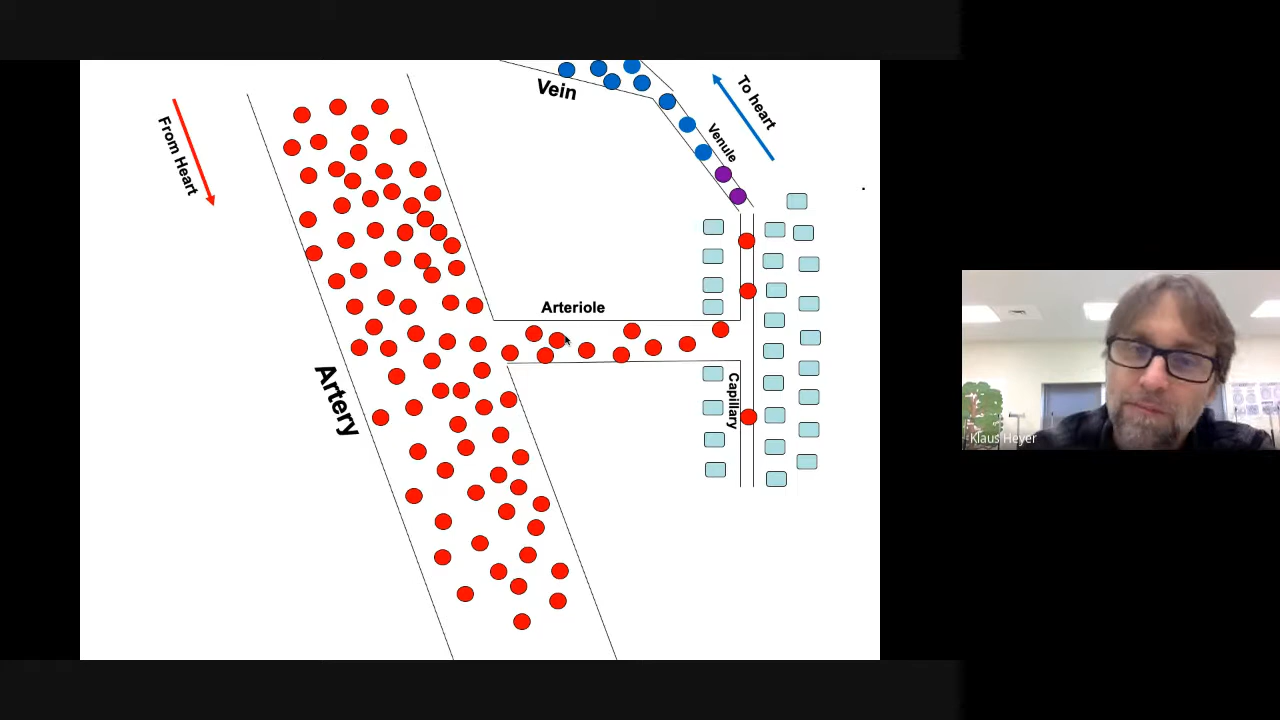 Vein
To heart
Venule
From Heart
Arteriole
Artery
Capillary
Klaus Heyer